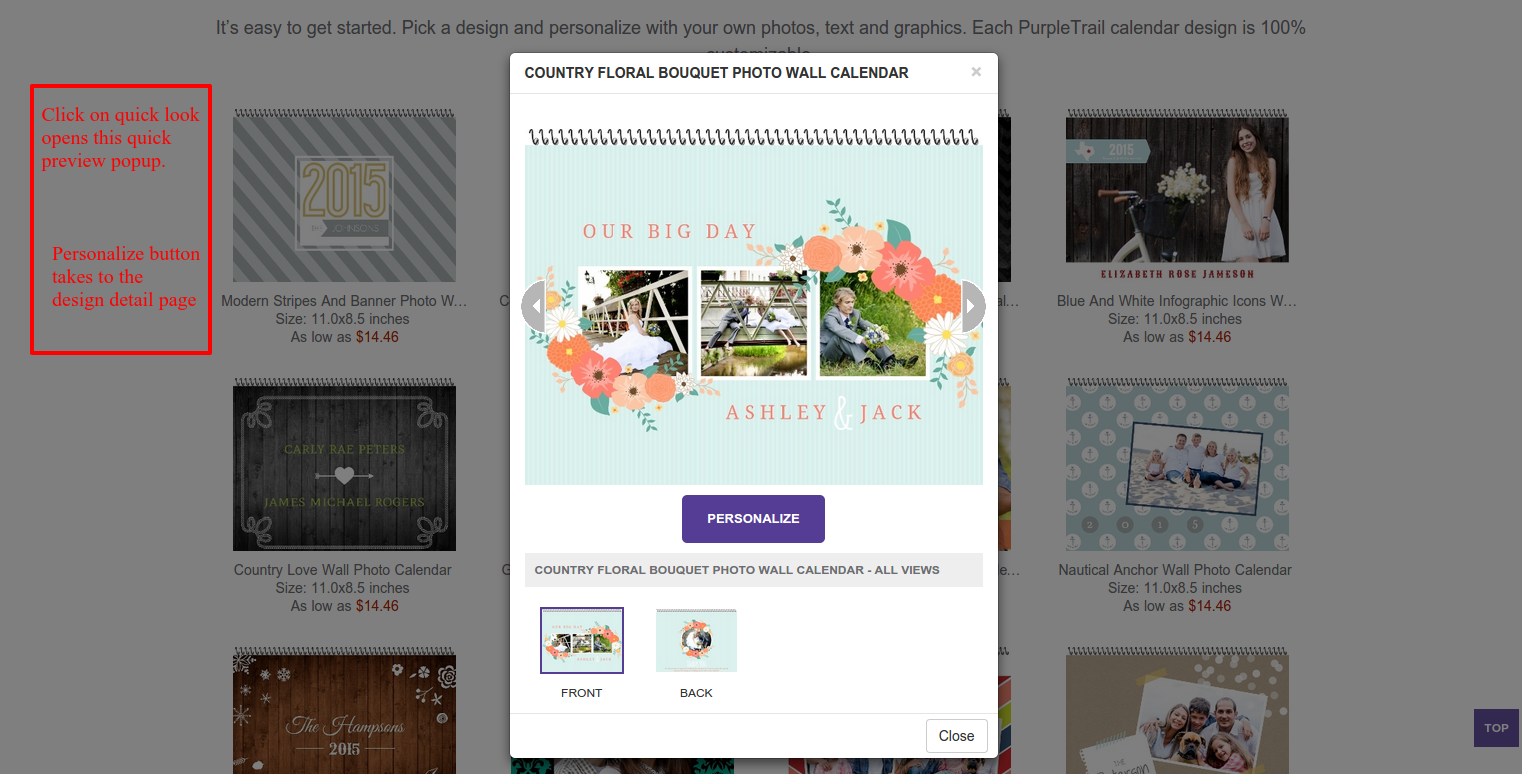 It's easy to get started. Pick a design and personalize with your own photos, text and graphics. Each PurpleTrail calendar design is 100%
COUNTRY FLORAL BOUQUET PHOTO WALL CALENDAR
×
Click on quick look
opens this quick
preview popup.
Personalize button
takes to the
design detail page
2015
THE JOHNSONS
Modern Stripes And Banner Photo W...
Size: 11.0x8.5 inches
As low as $14.46
OUR BIG DAY
ASHLEY & JACK
2015
ELIZABETH ROSE JAMESON
Blue And White Infographic Icons W...
Size: 11.0x8.5 inches
As low as $14.46
CARLY RAE PETERS
JAMES MICHAEL ROGERS
Country Love Wall Photo Calendar
Size: 11.0x8.5 inches
As low as $14.46
PERSONALIZE
COUNTRY FLORAL BOUQUET PHOTO WALL CALENDAR - ALL VIEWS
OUR BIG DAY
FRONT
BACK
Close
2 0 1 5
Nautical Anchor Wall Photo Calendar
Size: 11.0x8.5 inches
As low as $14.46
The Hampsons
2015
THE
TOP